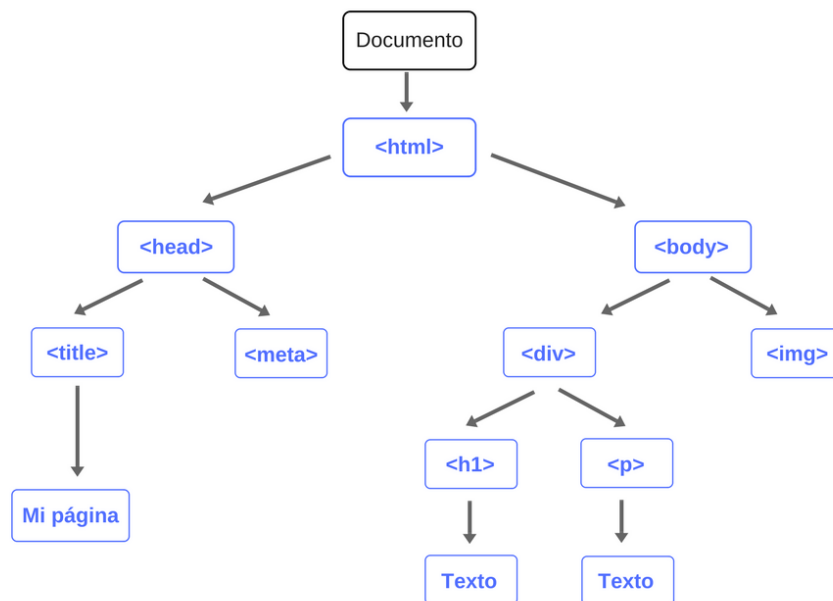 Documento
<html>
<head>
<body>
<title>
<meta>
<div>
<img>
<h1>
<p>
Mi página
Texto
Texto